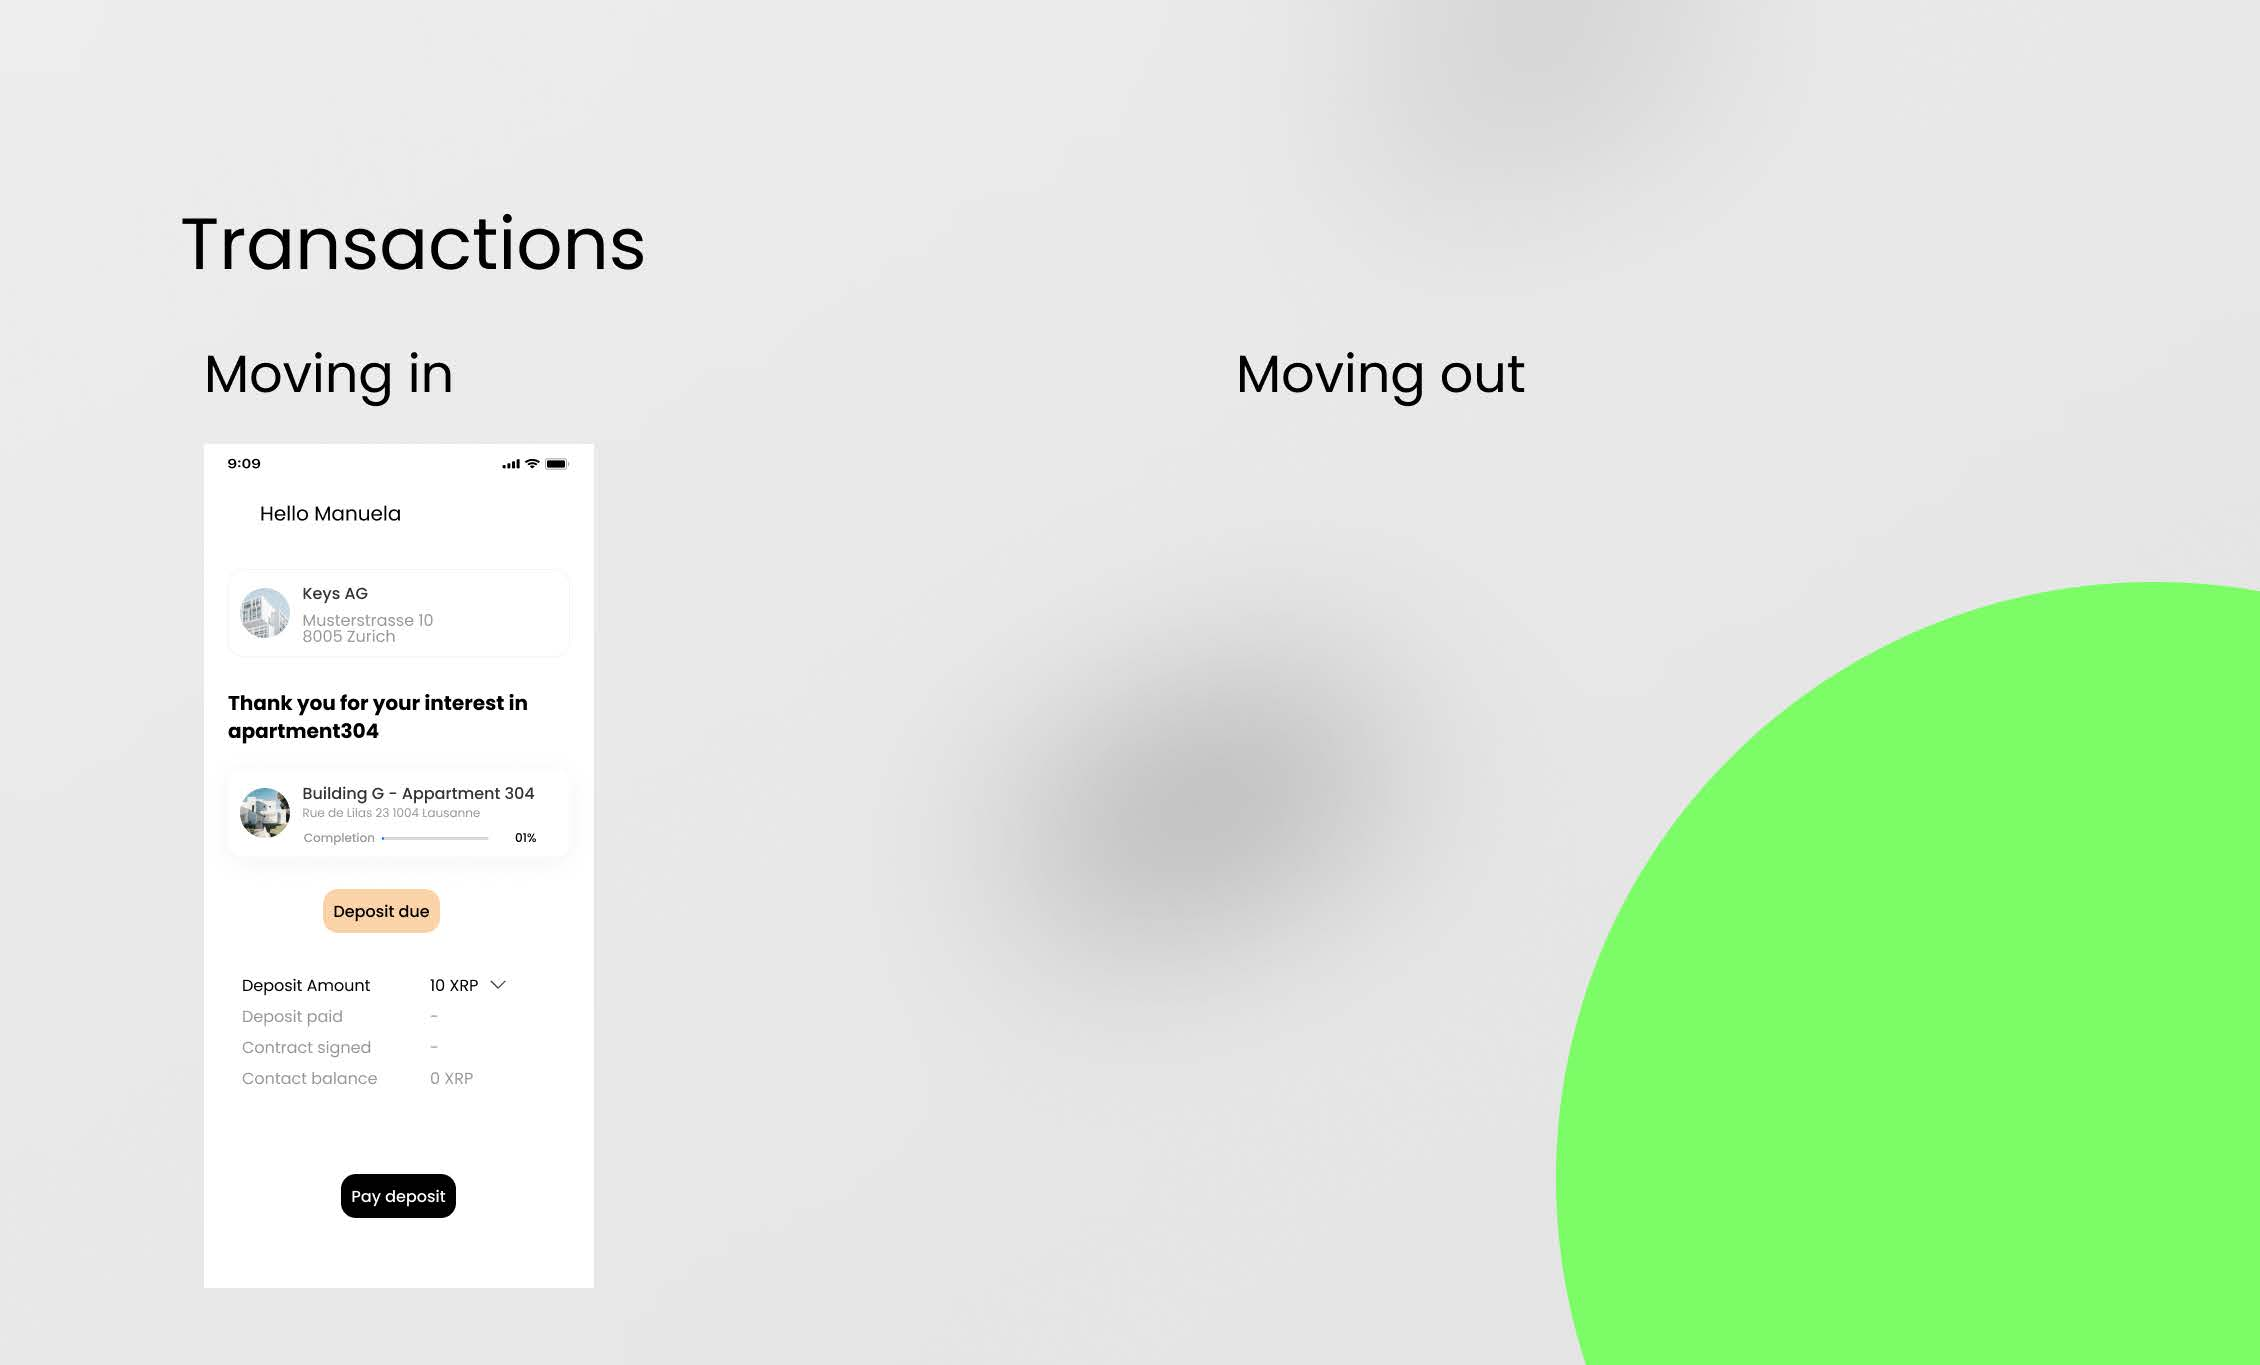 Transactions
Moving in
Moving out
9:09
Hello Manuela
Keys AG
Musterstrasse 10
8005 Zurich
Thank you for your interest in
apartment304
Building G - Appartment 304
Rue de Lilas 23 1004 Lausanne
Completion 01%
Deposit due
Deposit Amount 10 XRP
Deposit paid -
Contract signed -
Contact balance 0 XRP
Pay deposit